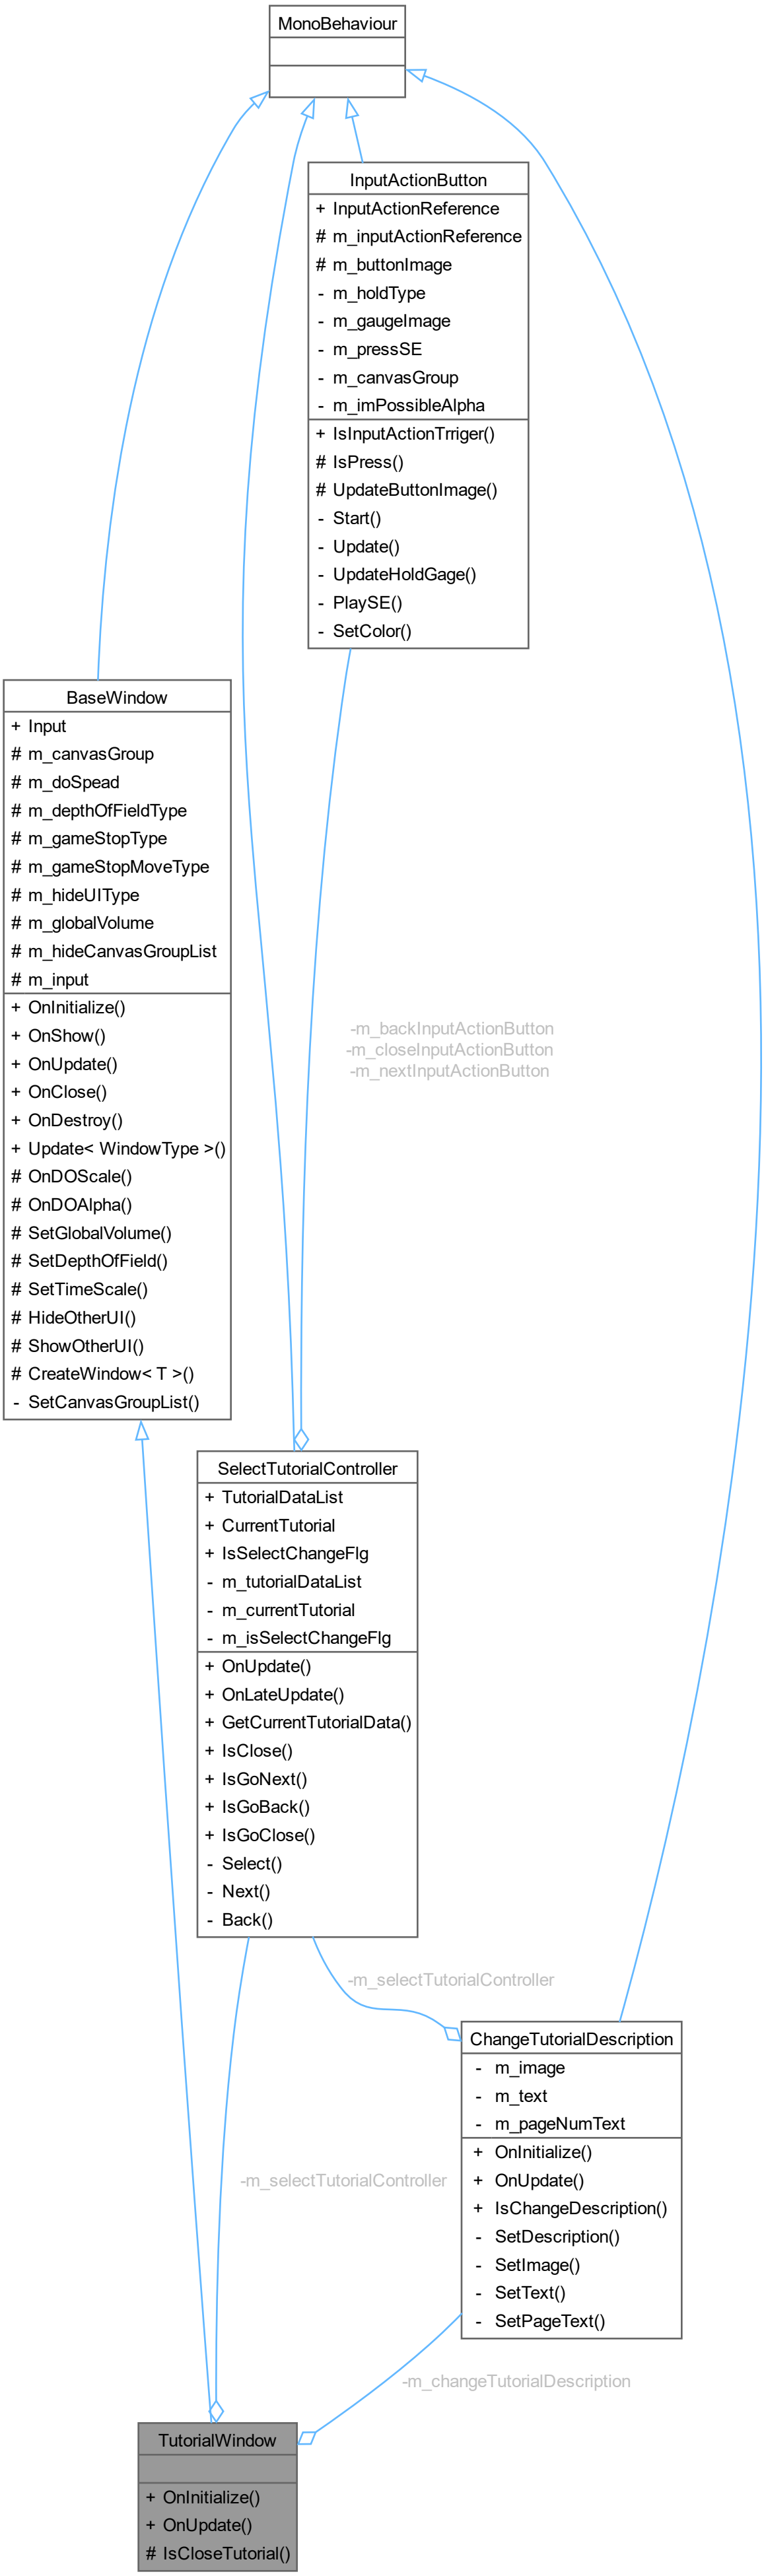 MonoBehaviour
InputActionButton
+ InputActionReference
# m_inputActionReference
# m_buttonImage
- m_holdType
- m_gaugeImage
- m_pressSE
- m_canvasGroup
- m_imPossibleAlpha
+ IsInputActionTrriger()
# IsPress()
# UpdateButtonImage()
- Start()
- Update()
- UpdateHoldGage()
- PlaySE()
- SetColor()
BaseWindow
+ Input
# m_canvasGroup
# m_doSpead
# m_depthOfFieldType
# m_gameStopType
# m_gameStopMoveType
# m_hideUIType
# m_globalVolume
# m_hideCanvasGroupList
# m_input
+ OnInitialize()
+ OnShow()
+ OnUpdate()
+ OnClose()
+ OnDestroy()
+ Update< WindowType >()
# OnDOScale()
# OnDOAlpha()
# SetGlobalVolume()
# SetDepthOfField()
# SetTimeScale()
# HideOtherUI()
# ShowOtherUI()
# CreateWindow< T >()
- SetCanvasGroupList()
-m_backInputActionButton
-m_closeInputActionButton
-m_nextInputActionButton
SelectTutorialController
+ TutorialDataList
+ CurrentTutorial
+ IsSelectChangeFlg
- m_tutorialDataList
- m_currentTutorial
- m_isSelectChangeFlg
+ OnUpdate()
+ OnLateUpdate()
+ GetCurrentTutorialData()
+ IsClose()
+ IsGoNext()
+ IsGoBack()
+ IsGoClose()
- Select()
- Next()
- Back()
-m_selectTutorialController
ChangeTutorialDescription
- m_image
- m_text
- m_pageNumText
+ OnInitialize()
+ OnUpdate()
+ IsChangeDescription()
- SetDescription()
- SetImage()
- SetText()
- SetPageText()
-m_selectTutorialController
-m_changeTutorialDescription
TutorialWindow
+ OnInitialize()
+ OnUpdate()
# IsCloseTutorial()